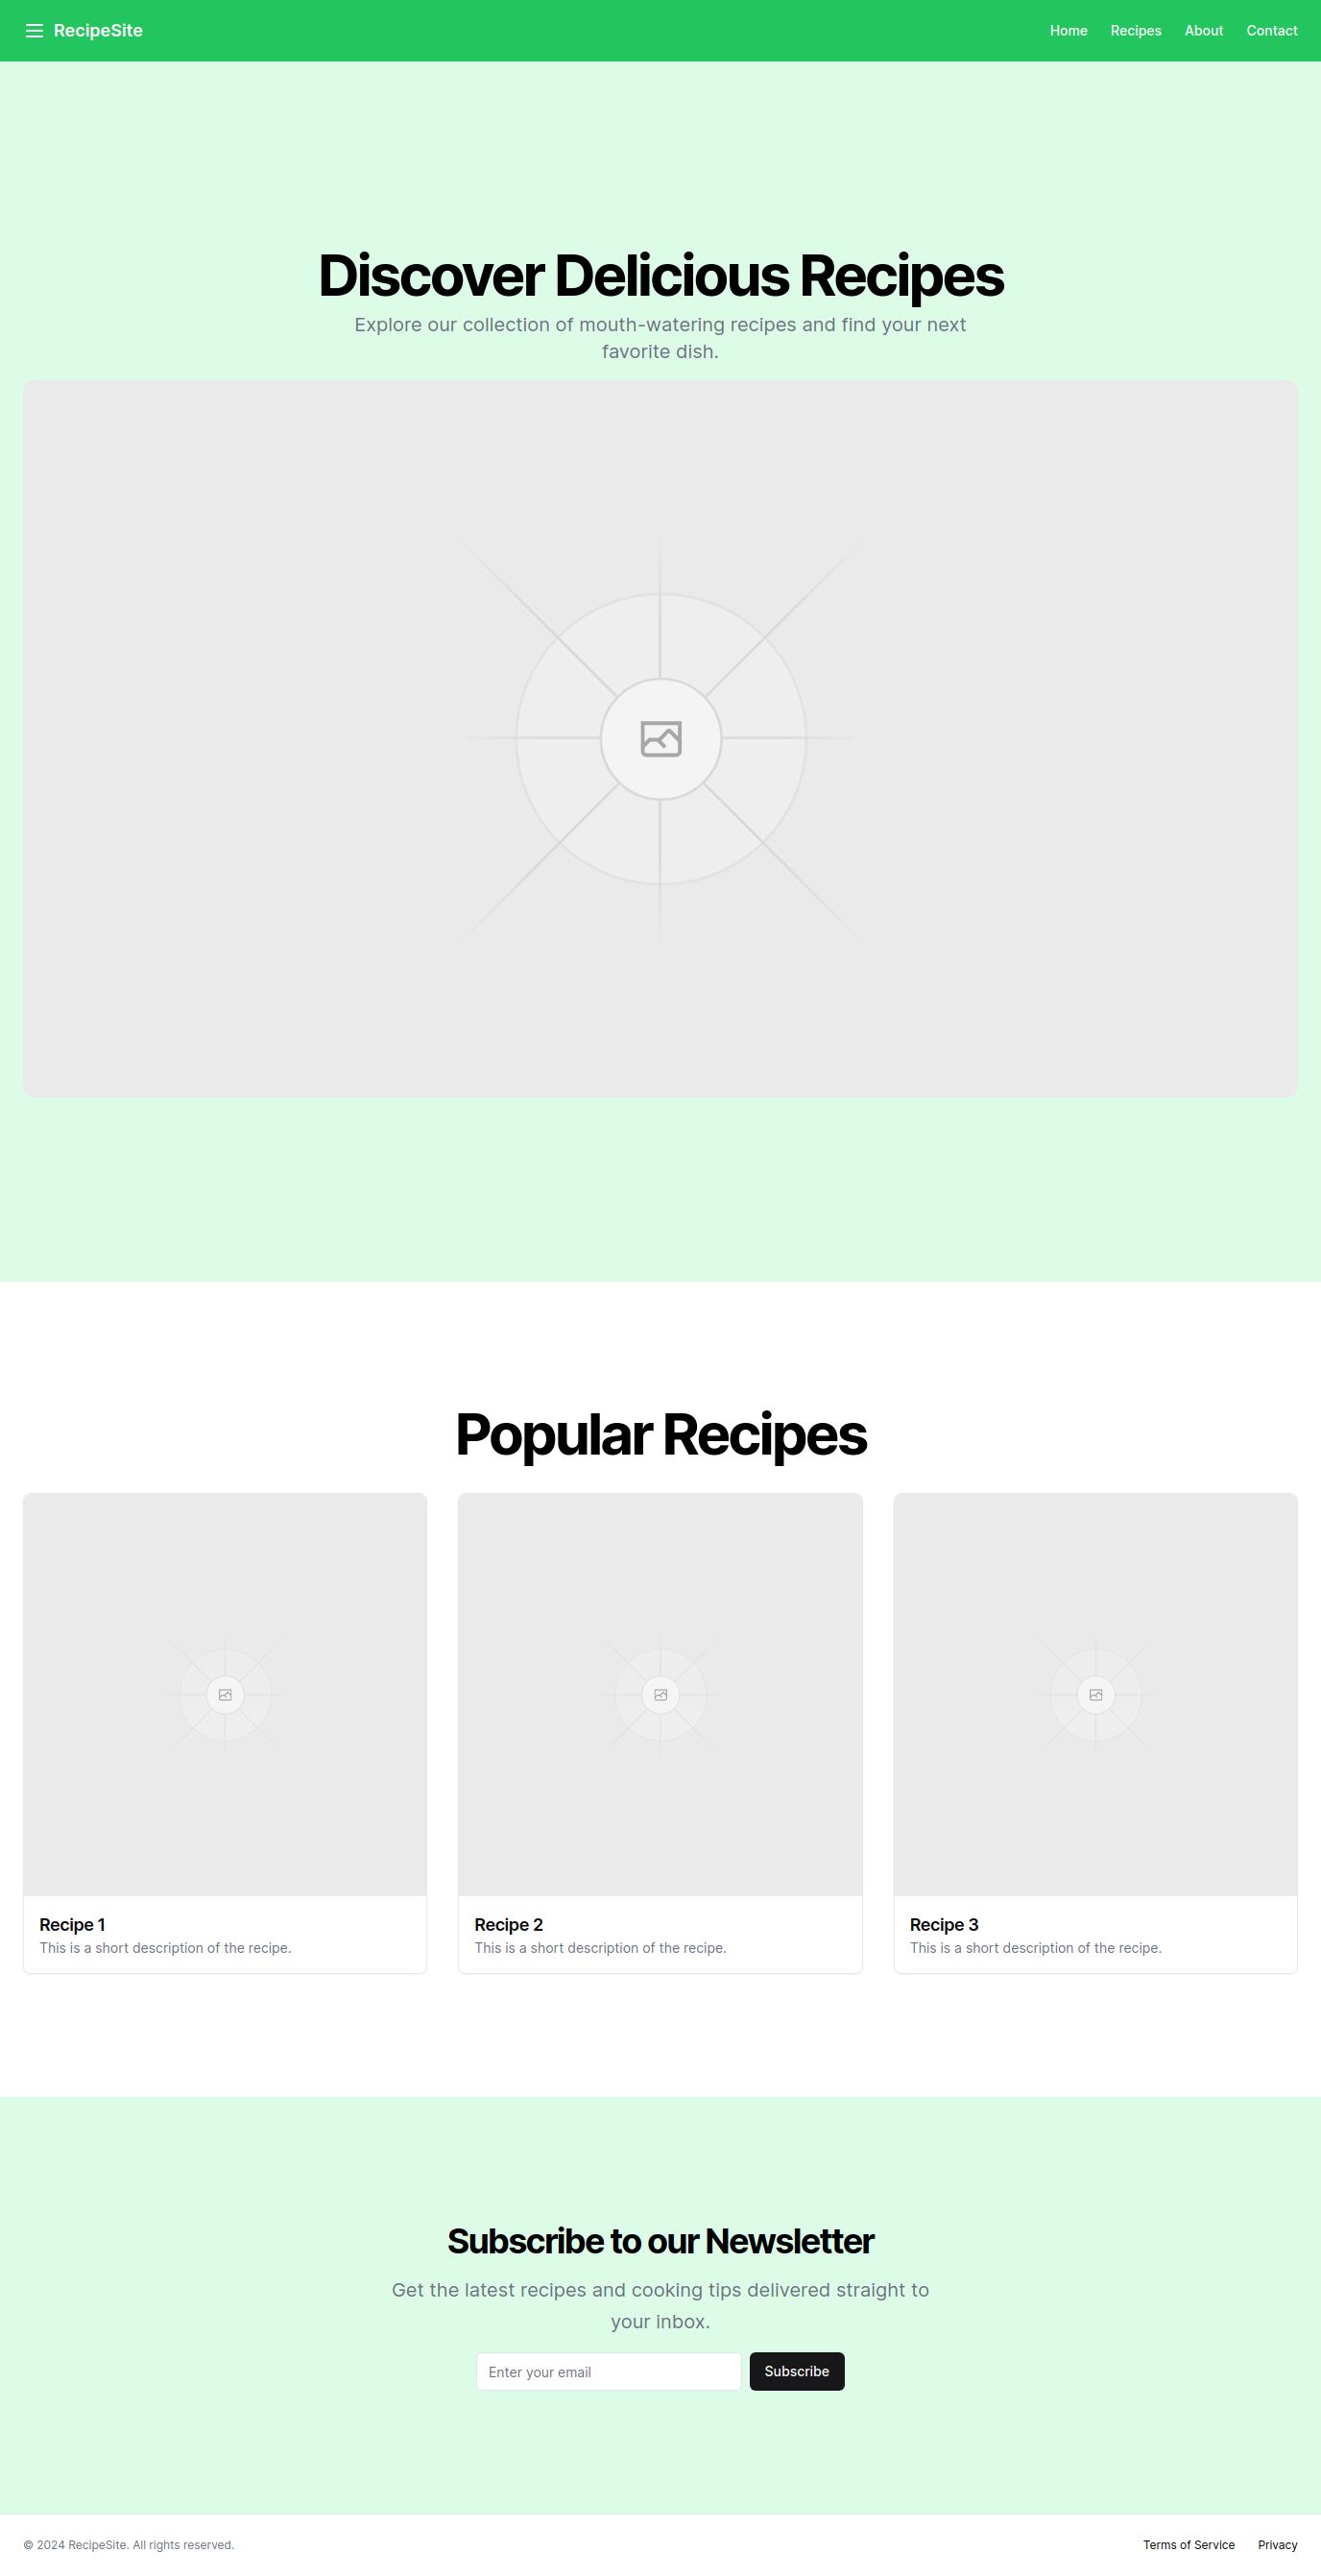 RecipeSite
Home Recipes About Contact
Discover Delicious Recipes
Explore our collection of mouth-watering recipes and find your next
favorite dish.
Popular Recipes
Recipe 1
This is a short description of the recipe.
Recipe 2
This is a short description of the recipe.
Recipe 3
This is a short description of the recipe.
Subscribe to our Newsletter
Get the latest recipes and cooking tips delivered straight to
your inbox.
Enter your email
Subscribe
© 2024 RecipeSite. All rights reserved.
Terms of Service Privacy